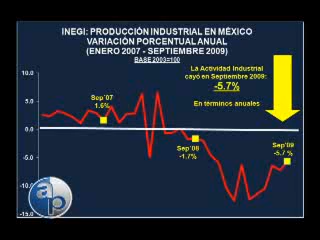 INEGI: PRODUCCIÓN INDUSTRIAL EN MÉXICO
VARIACIÓN PORCENTUAL ANUAL
(ENERO 2007 - SEPTIEMBRE 2009)
BASE 2003=100
La Actividad Industrial
cayó en Septiembre 2009:
-5.7%
En términos anuales
10.0
5.0
0.0
-5.0
-10.0
-15.0
Sep'07
1.6%
Sep'08
-1.7%
Sep'09
-5.7 %
ap